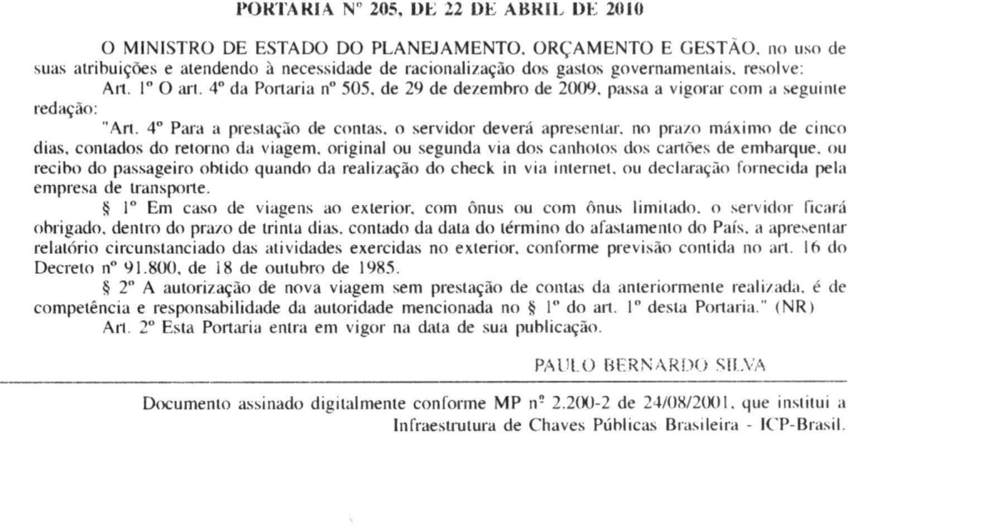 PORTARIA Nº 205, DE 22 DE ABRIL DE 2010
O MINISTRO DE ESTADO DO PLANEJAMENTO, ORÇAMENTO E GESTÃO, no uso de
suas atribuições e atendendo à necessidade de racionalização dos gastos governamentais, resolve:
Art. 1º O art. 4º da Portaria nº 505, de 29 de dezembro de 2009, passa a vigorar com a seguinte
redação:
"Art. 4º Para a prestação de contas, o servidor deverá apresentar, no prazo máximo de cinco
dias, contados do retorno da viagem, original ou segunda via dos canhotos dos cartões de embarque, ou
recibo do passageiro obtido quando da realização do check in via internet, ou declaração fornecida pela
empresa de transporte.
§ 1º Em caso de viagens ao exterior, com ônus ou com ônus limitado, o servidor ficará
obrigado, dentro do prazo de trinta dias, contado da data do término do afastamento do País, a apresentar
relatório circunstanciado das atividades exercidas no exterior, conforme previsão contida no art. 16 do
Decreto nº 91.800, de 18 de outubro de 1985.
§ 2º A autorização de nova viagem sem prestação de contas da anteriormente realizada, é de
competência e responsabilidade da autoridade mencionada no § 1º do art. 1º desta Portaria." (NR)
Art. 2º Esta Portaria entra em vigor na data de sua publicação.
PAULO BERNARDO SILVA
Documento assinado digitalmente conforme MP nº 2.200-2 de 24/08/2001, que institui a
Infraestrutura de Chaves Públicas Brasileira - ICP-Brasil.